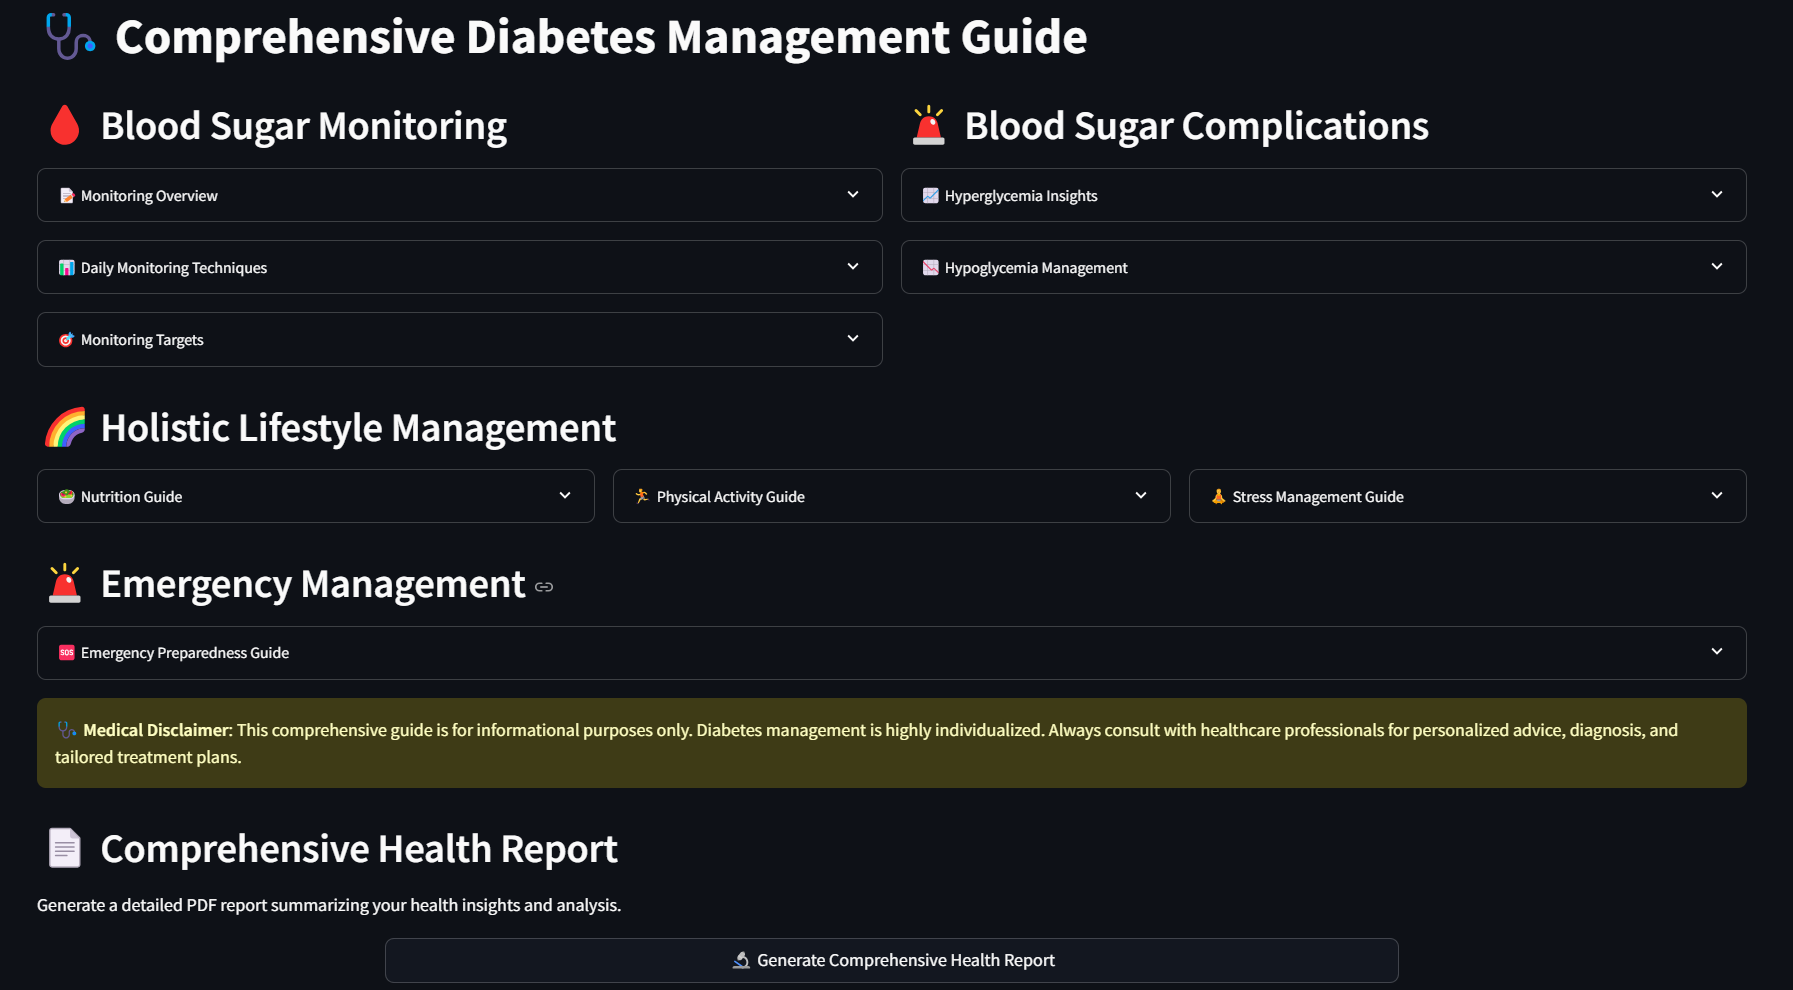 Comprehensive Diabetes Management Guide
Blood Sugar Monitoring
Monitoring Overview
Daily Monitoring Techniques
Monitoring Targets
Blood Sugar Complications
Hyperglycemia Insights
Hypoglycemia Management
Holistic Lifestyle Management
Nutrition Guide
Physical Activity Guide
Stress Management Guide
Emergency Management
SOS Emergency Preparedness Guide
Medical Disclaimer: This comprehensive guide is for informational purposes only. Diabetes management is highly individualized. Always consult with healthcare professionals for personalized advice, diagnosis, and
tailored treatment plans.
Comprehensive Health Report
Generate a detailed PDF report summarizing your health insights and analysis.
Generate Comprehensive Health Report